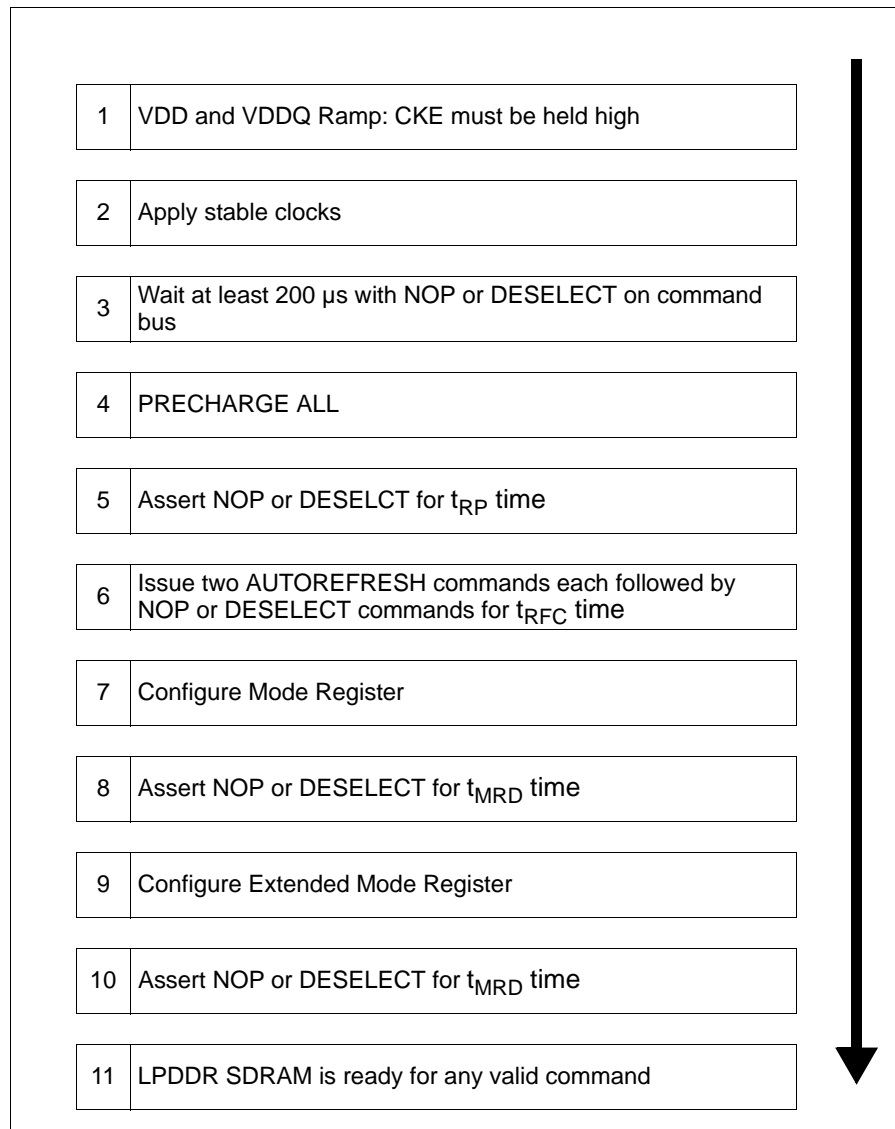 1 VDD and VDDQ Ramp: CKE must be held high
2 Apply stable clocks
3 Wait at least 200 µs with NOP or DESELECT on command
bus
4 PRECHARGE ALL
5 Assert NOP or DESELCT for tRP time
6 Issue two AUTOREFRESH commands each followed by
NOP or DESELECT commands for tRFC time
7 Configure Mode Register
8 Assert NOP or DESELECT for tMRD time
9 Configure Extended Mode Register
10 Assert NOP or DESELECT for tMRD time
11 LPDDR SDRAM is ready for any valid command